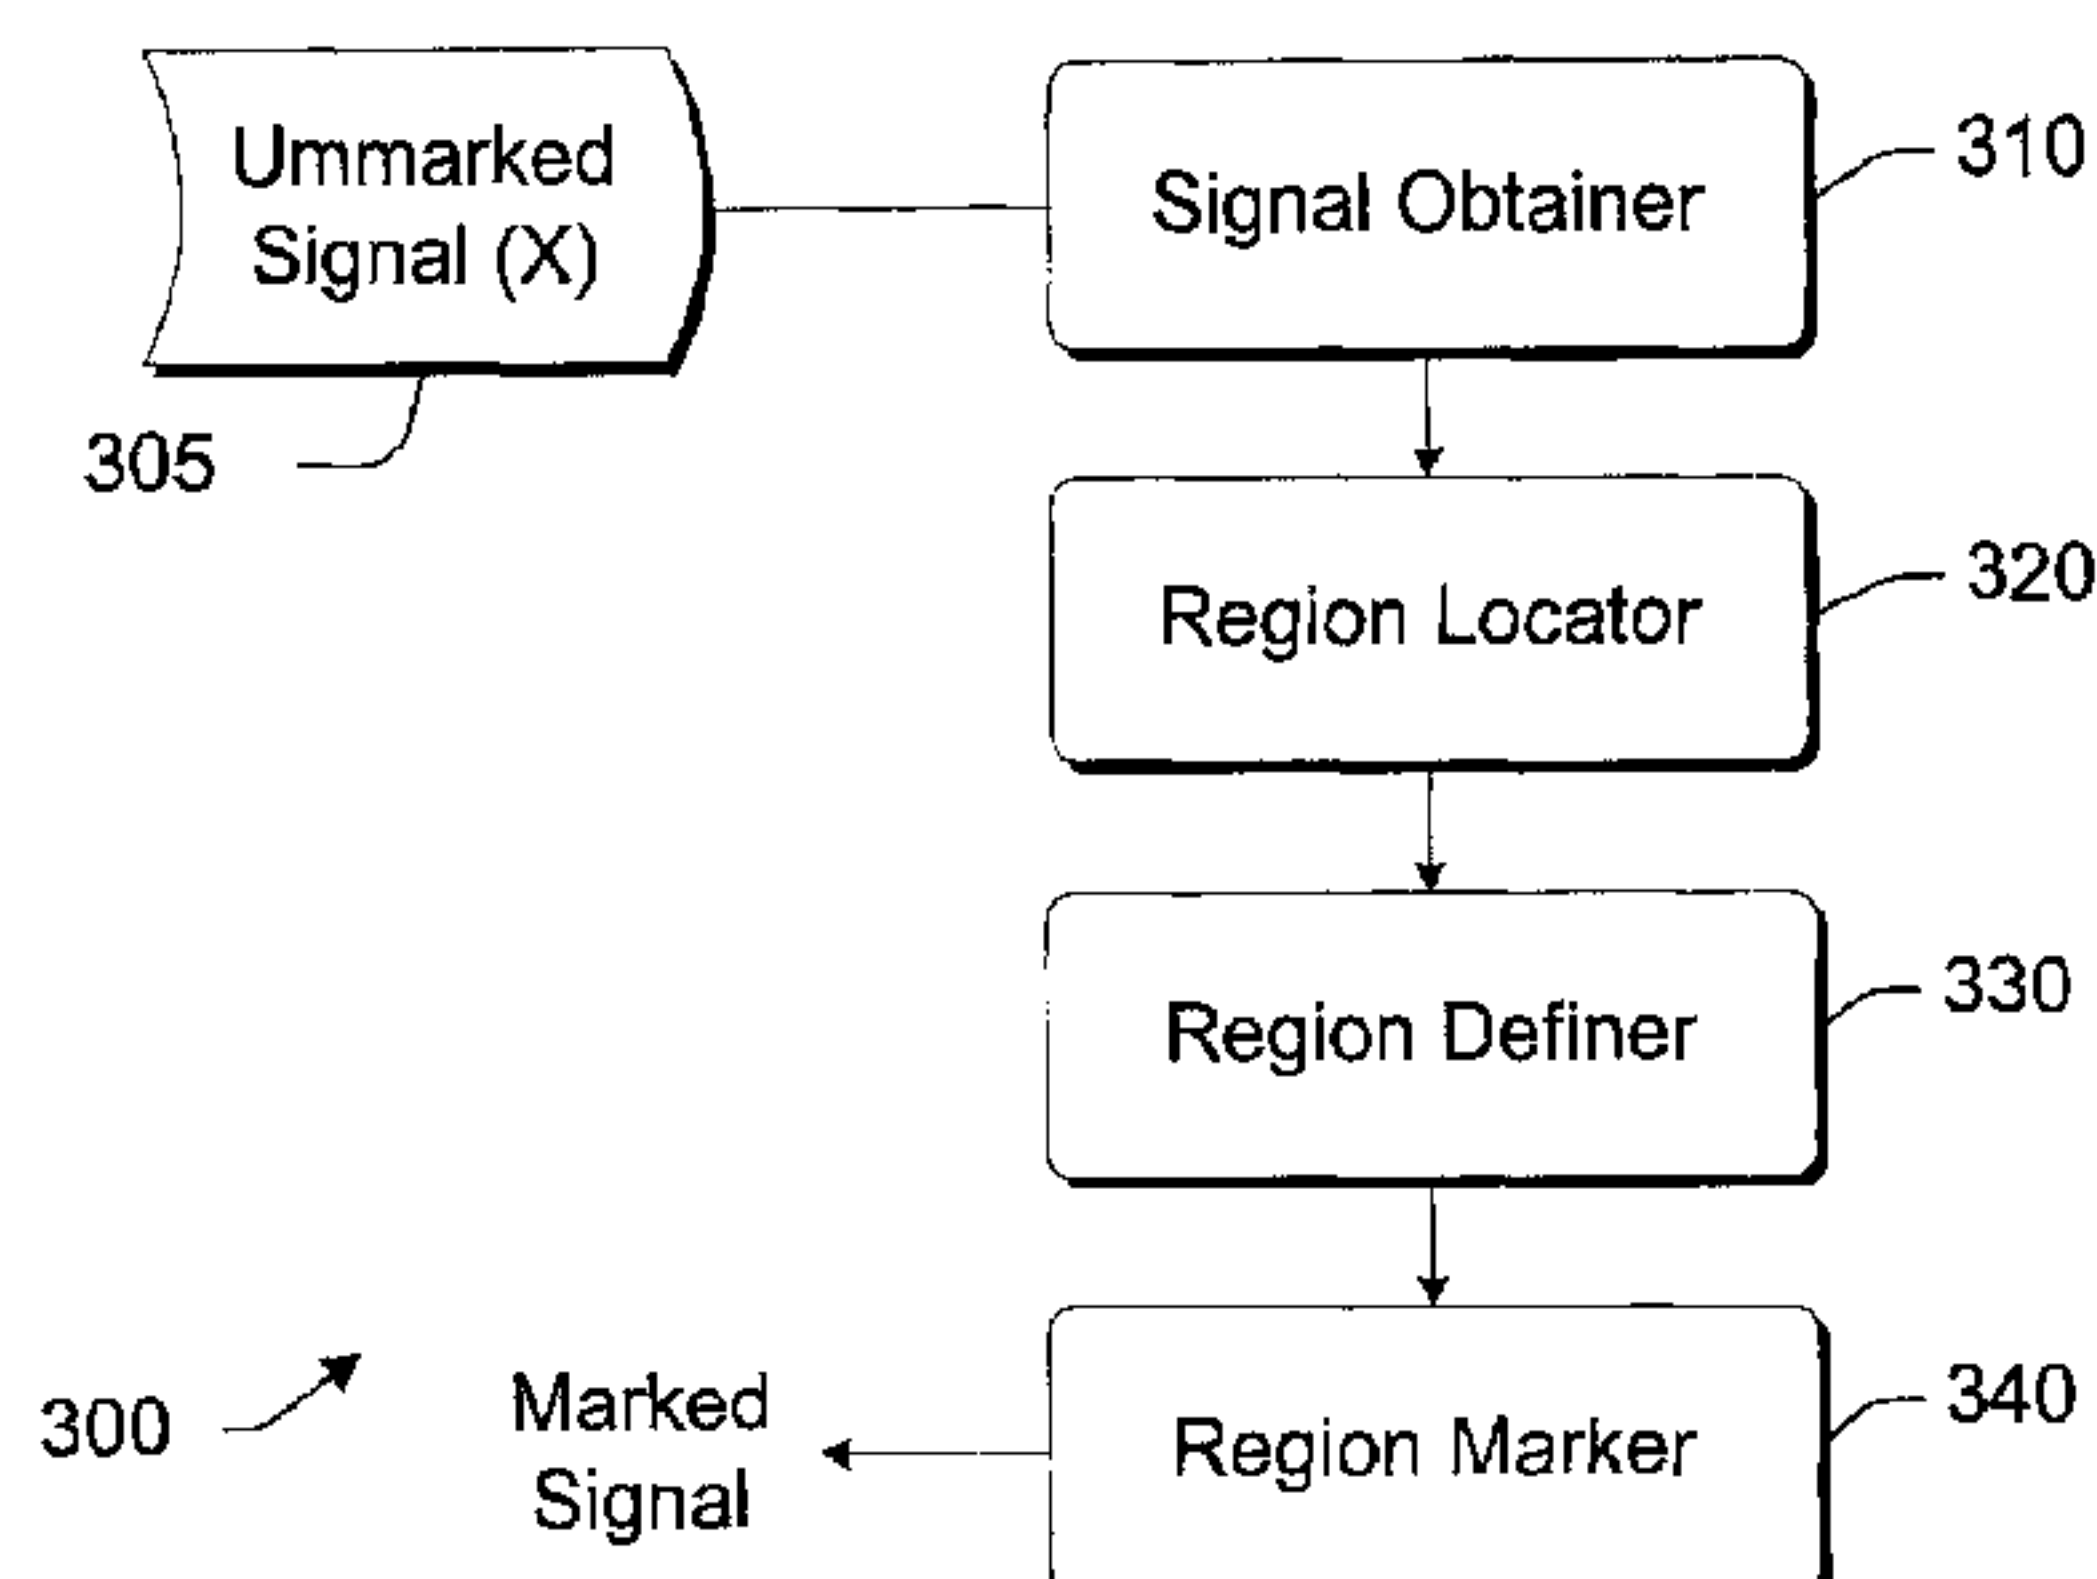 Ummarked
Signal (X)
305
Signal Obtainer
310
Region Locator
320
Region Definer
330
Region Marker
340
Marked
Signal
300